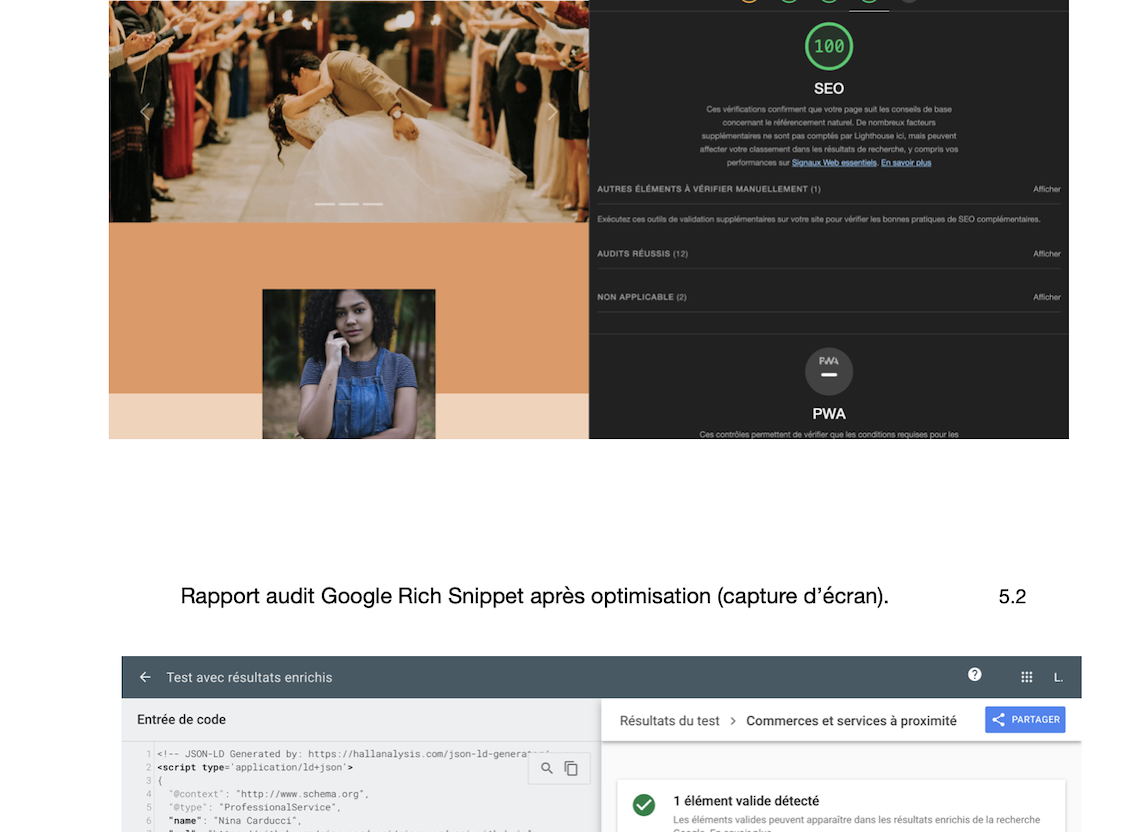 100
SEO
Ces vérifications confirment que votre page suit les conseils de base
concernant le référencement naturel. De nombreux facteurs
supplémentaires ne sont pas comptés par Lighthouse ici, mais peuvent
affecter votre classement dans les résultats de recherche, y compris vos
performances sur Signaux Web essentiels. En savoir plus
AUTRES ÉLÉMENTS À VÉRIFIER MANUELLEMENT (1) Afficher
Exécutez ces outils de validation supplémentaires sur votre site pour vérifier les bonnes pratiques de SEO complémentaires.
AUDITS RÉUSSIS (12) Afficher
NON APPLICABLE (2) Afficher
PWA
PWA
Ces contrôles permettent de vérifier que les conditions requises pour les
Rapport audit Google Rich Snippet après optimisation (capture d'écran). 5.2
Test avec résultats enrichis
? L.
Entrée de code
Résultats du test > Commerces et services à proximité PARTAGER
1 <!-- JSON-LD Generated by: https://hallanalysis.com/json-ld-generator/
2 <script type='application/ld+json'>
3 {
4 "@context": "http://www.schema.org",
5 "@type": "ProfessionalService",
6 "name": "Nina Carducci",
1 élément valide détecté
Les éléments valides peuvent apparaître dans les résultats enrichis de la recherche
Google. En savoir plus